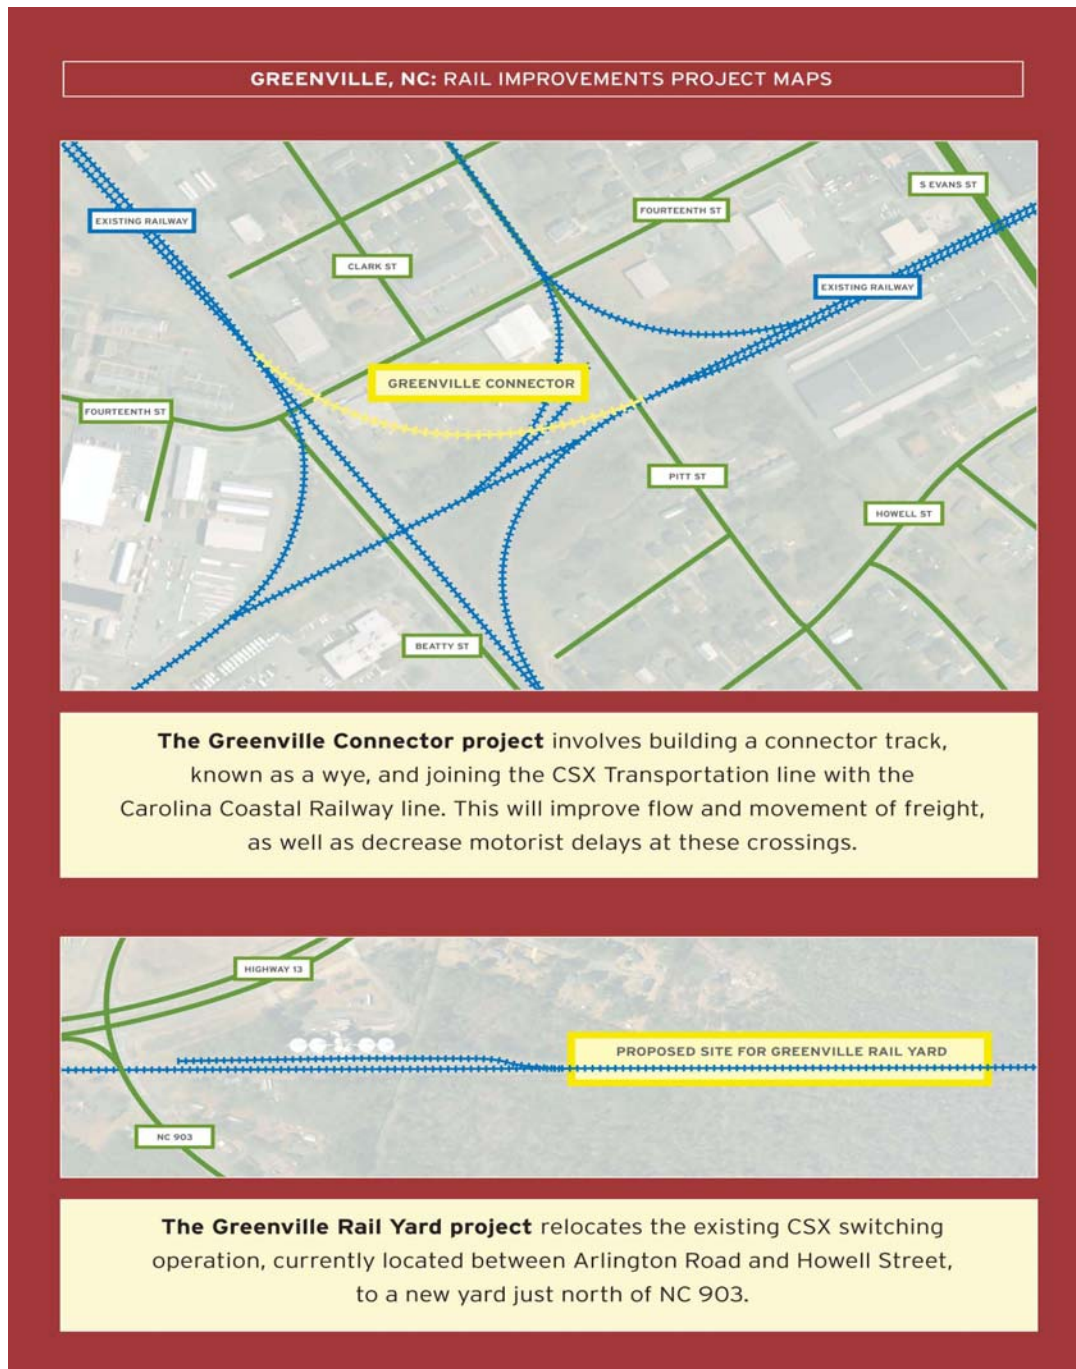 GREENVILLE, NC: RAIL IMPROVEMENTS PROJECT MAPS
S EVANS ST
FOURTEENTH ST
EXISTING RAILWAY
CLARK ST
EXISTING RAILWAY
GREENVILLE CONNECTOR
FOURTEENTH ST
PITT ST
HOWELL ST
BEATTY ST
The Greenville Connector project involves building a connector track,
known as a wye, and joining the CSX Transportation line with the
Carolina Coastal Railway line. This will improve flow and movement of freight,
as well as decrease motorist delays at these crossings.
HIGHWAY 13
PROPOSED SITE FOR GREENVILLE RAIL YARD
NC 903
The Greenville Rail Yard project relocates the existing CSX switching
operation, currently located between Arlington Road and Howell Street,
to a new yard just north of NC 903.